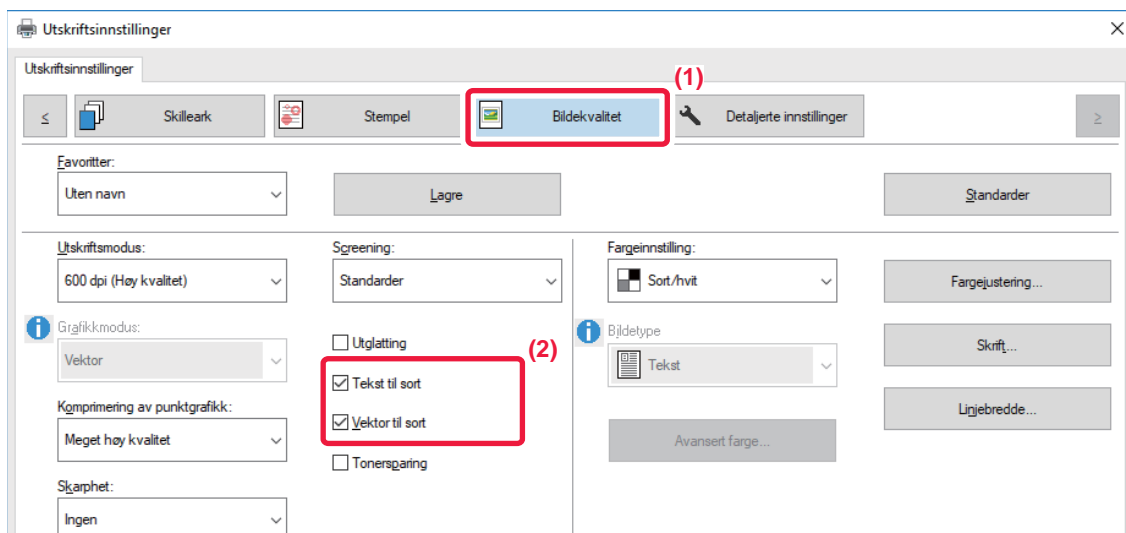 Utskriftsinnstillinger
Utskriftsinnstillinger
(1)
< Skilleark Stempel Bildekvalitet Detaljerte innstillinger >
Favoritter:
Uten navn Lagre Standarder
Utskriftsmodus: Screening: Fargeinnstilling:
600 dpi (Høy kvalitet) Standarder Sort/hvit Fargejustering...
Grafikkmodus: Bildetype
Utglatting (2) Skrift...
Vektor Tekst
Tekst til sort
Komprimering av punktgrafikk: Linjebredde...
Vektor til sort
Meget høy kvalitet Avansert farge...
Tonersparing
Skarphet:
Ingen